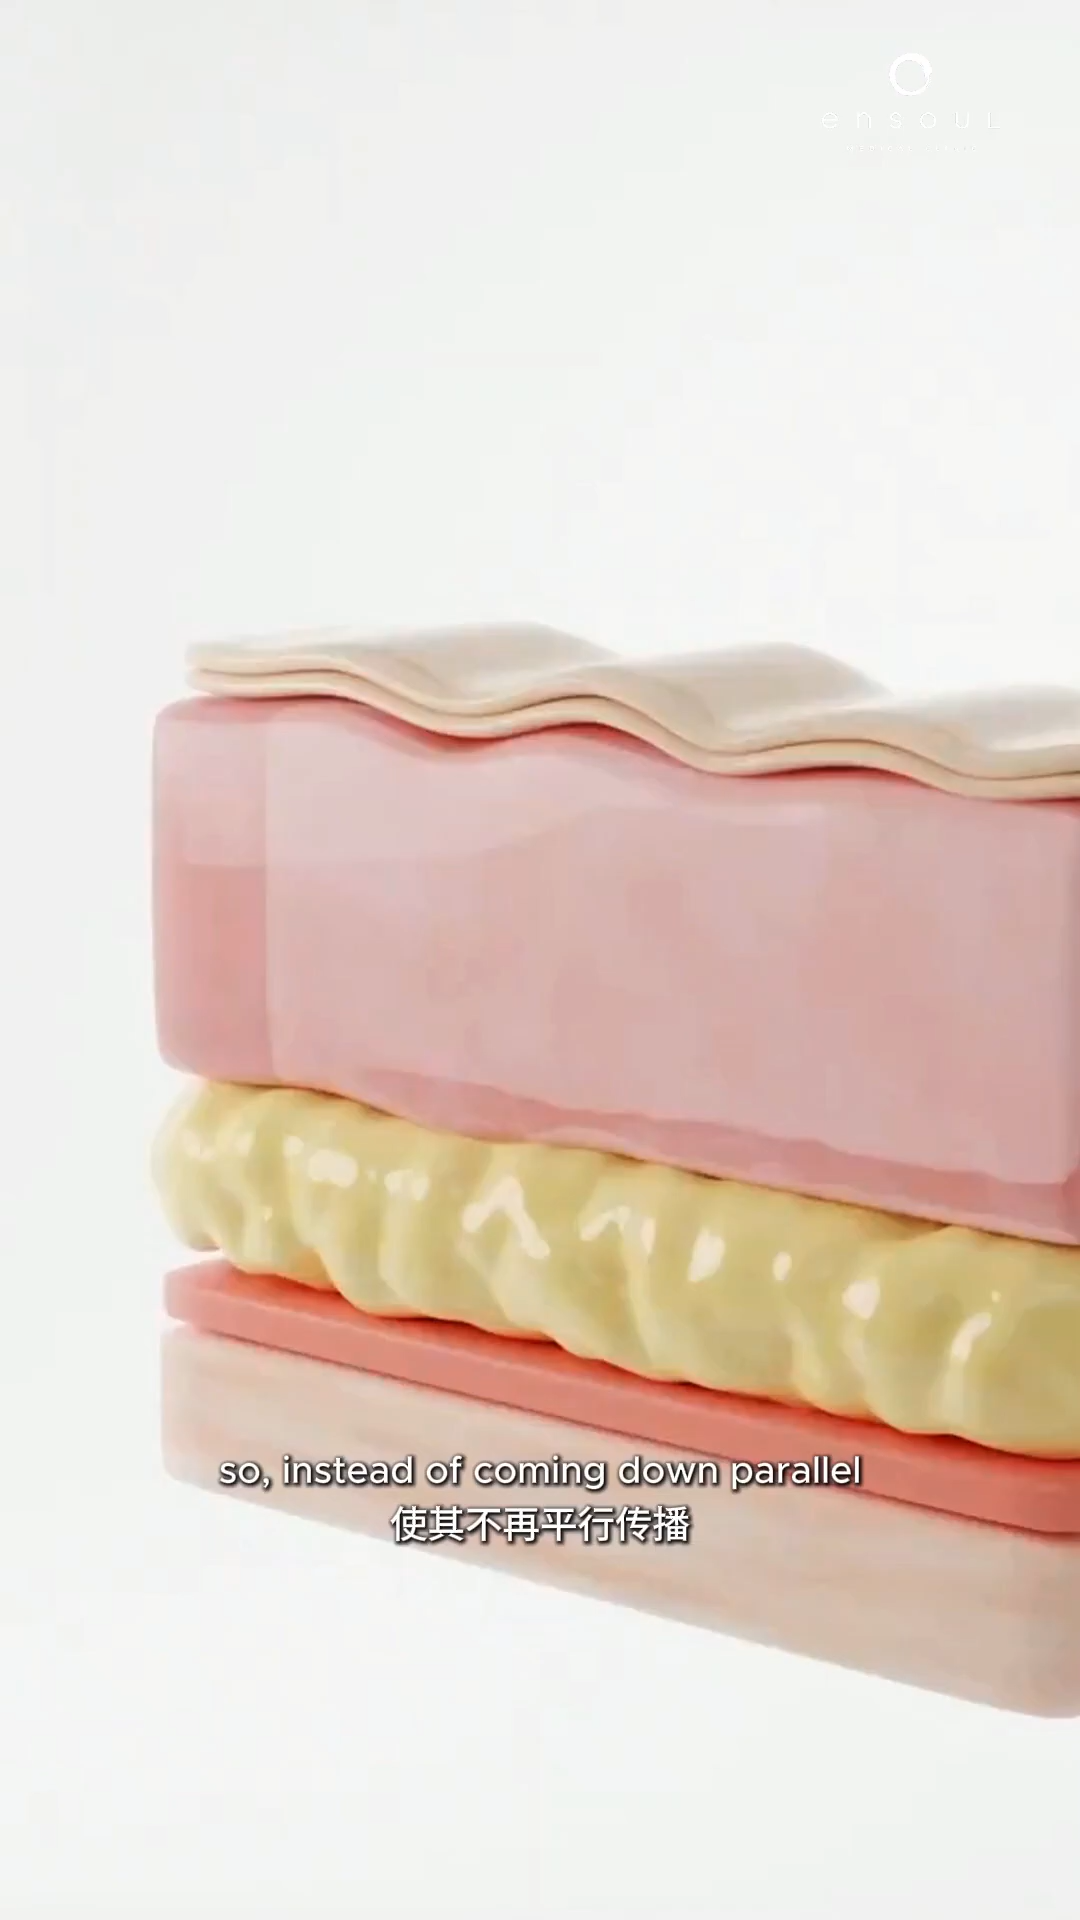 ensoul
so, instead of coming down parallel
使其不再平行传播